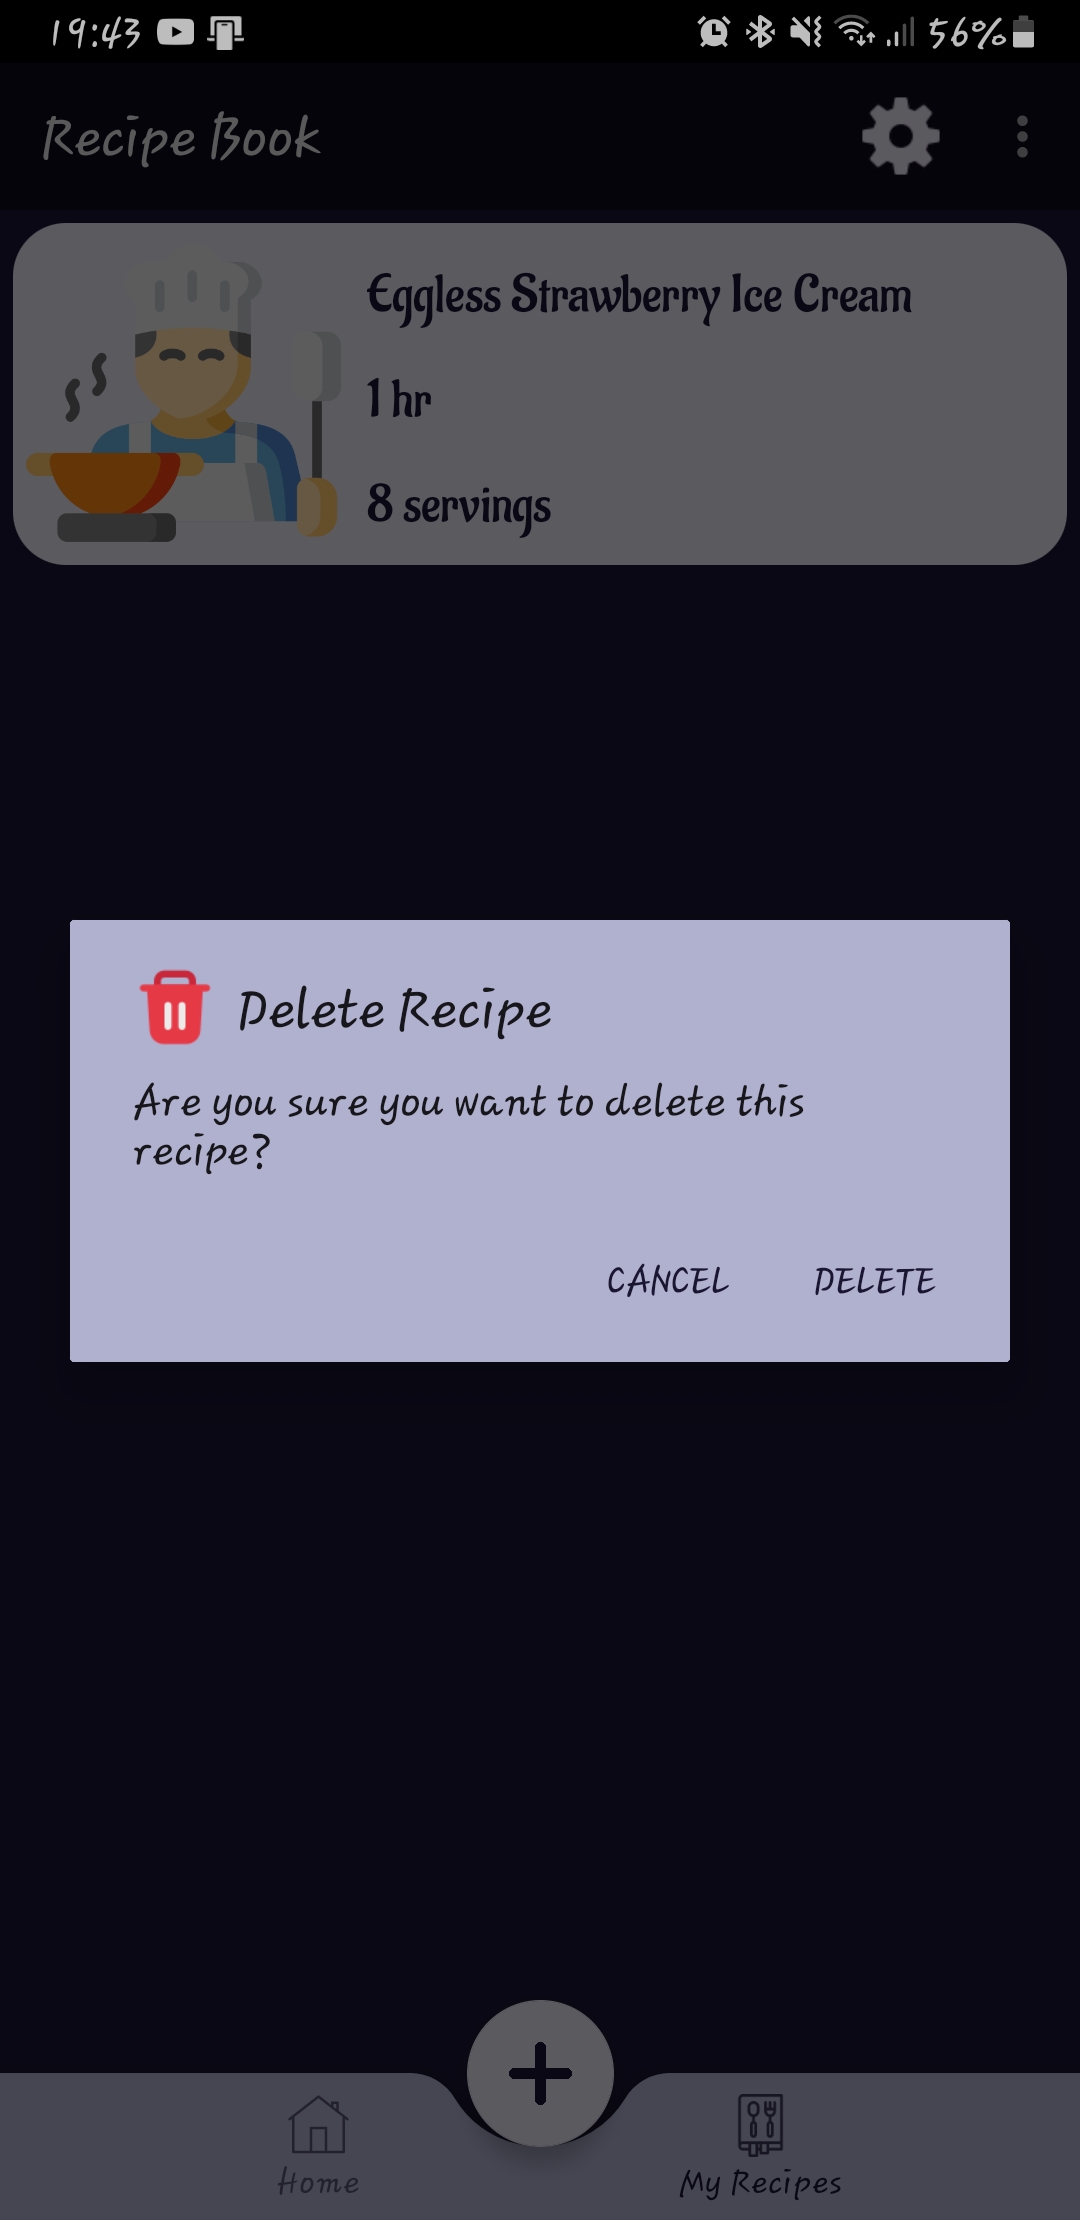 19:43
56%
Recipe Book
Eggless Strawberry Ice Cream
1 hr
8 servings
Delete Recipe
Are you sure you want to delete this
recipe?
CANCEL DELETE
Home
My Recipes